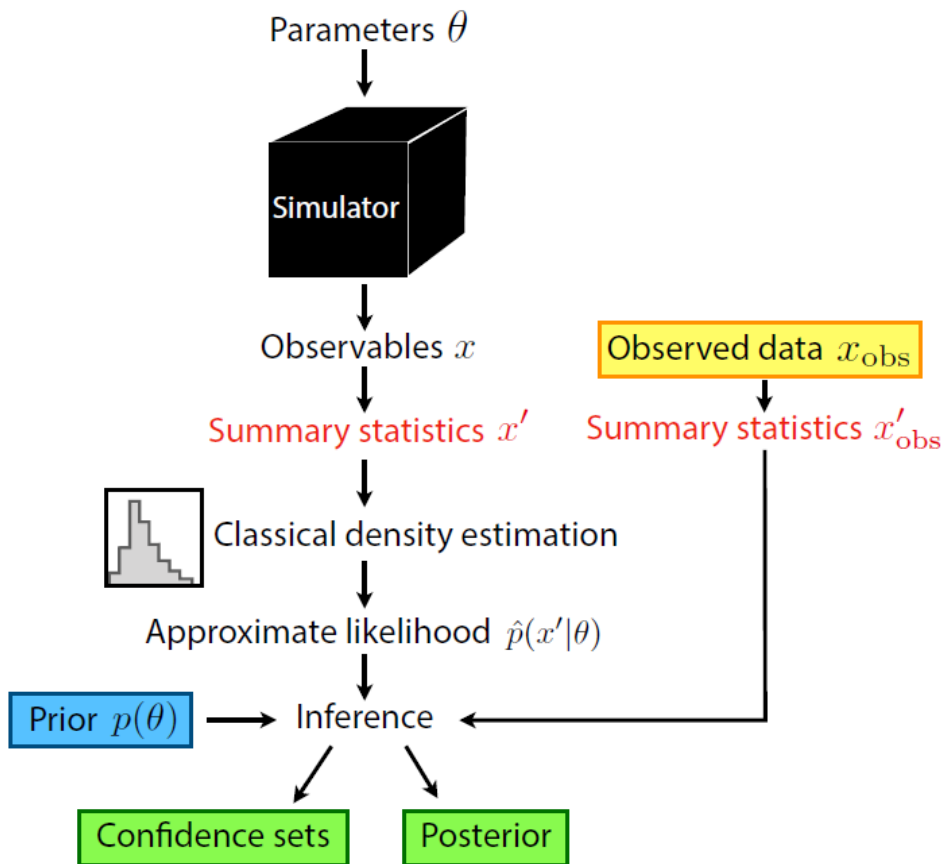 Parameters θ
Simulator
Observables x
Observed data x_obs
Summary statistics x′
Summary statistics x′_obs
Classical density estimation
Approximate likelihood p̂(x′|θ)
Prior p(θ)
Inference
Confidence sets
Posterior